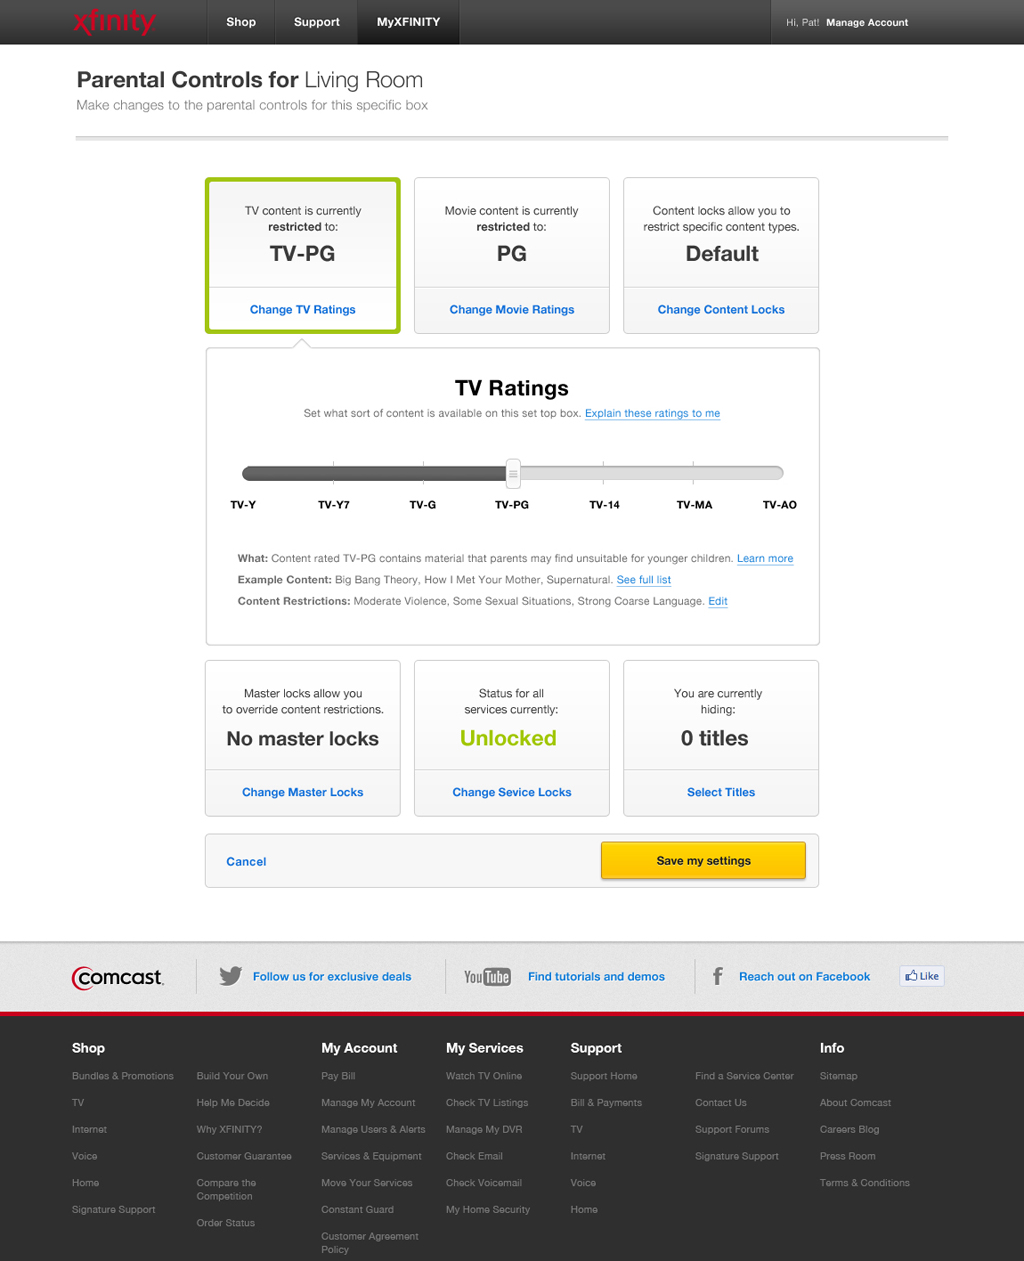 xfinity Shop Support MyXFINITY Hi, Pat! Manage Account
Parental Controls for Living Room
Make changes to the parental controls for this specific box
TV content is currently
restricted to:
TV-PG
Change TV Ratings
Movie content is currently
restricted to:
PG
Change Movie Ratings
Content locks allow you to
restrict specific content types.
Default
Change Content Locks
TV Ratings
Set what sort of content is available on this set top box. Explain these ratings to me
TV-Y TV-Y7 TV-G TV-PG TV-14 TV-MA TV-AO
What: Content rated TV-PG contains material that parents may find unsuitable for younger children. Learn more
Example Content: Big Bang Theory, How I Met Your Mother, Supernatural. See full list
Content Restrictions: Moderate Violence, Some Sexual Situations, Strong Coarse Language. Edit
Master locks allow you
to override content restrictions.
No master locks
Change Master Locks
Status for all
services currently:
Unlocked
Change Sevice Locks
You are currently
hiding:
0 titles
Select Titles
Cancel Save my settings
Comcast. Follow us for exclusive deals YouTube Find tutorials and demos f Reach out on Facebook Like
Shop
Bundles & Promotions
TV
Internet
Voice
Home
Signature Support
Build Your Own
Help Me Decide
Why XFINITY?
Customer Guarantee
Compare the
Competition
Order Status
My Account
Pay Bill
Manage My Account
Manage Users & Alerts
Services & Equipment
Move Your Services
Constant Guard
Customer Agreement
Policy
My Services
Watch TV Online
Check TV Listings
Manage My DVR
Check Email
Check Voicemail
My Home Security
Support
Support Home
Bill & Payments
TV
Internet
Voice
Home
Find a Service Center
Contact Us
Support Forums
Signature Support
Info
Sitemap
About Comcast
Careers Blog
Press Room
Terms & Conditions